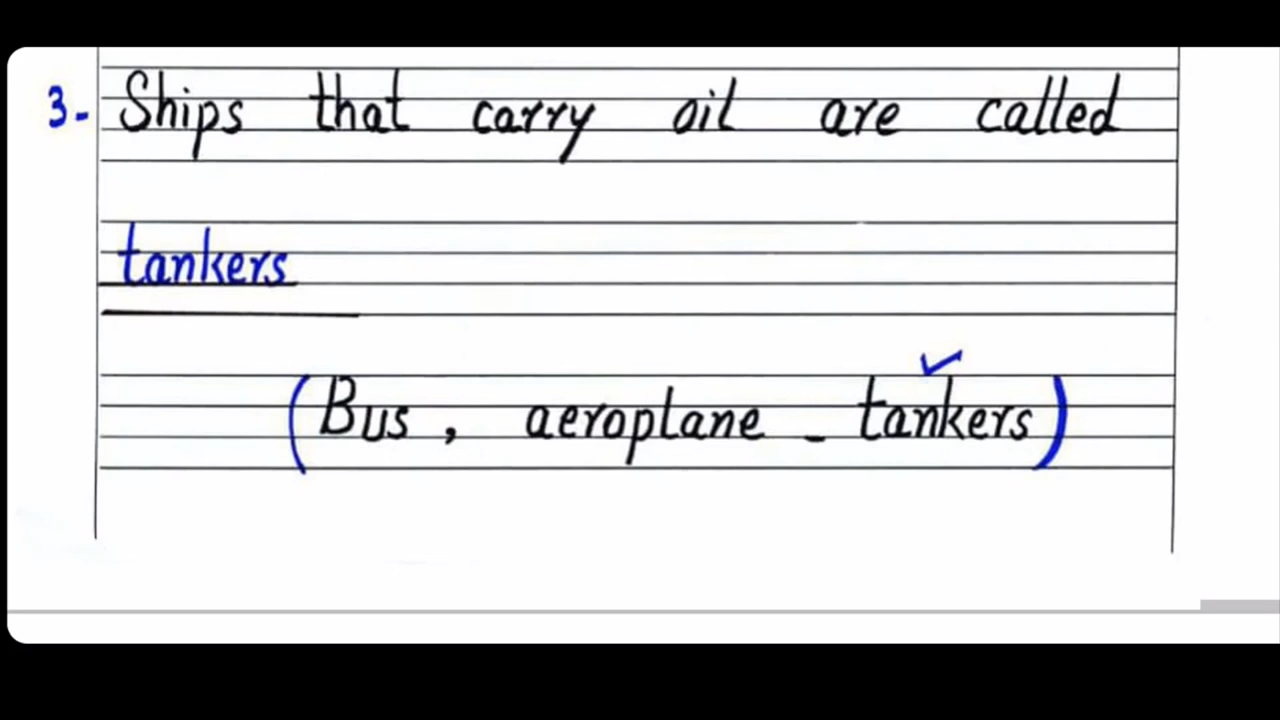 3- Ships that carry oil are called
tankers
(Bus, aeroplane - tankers)